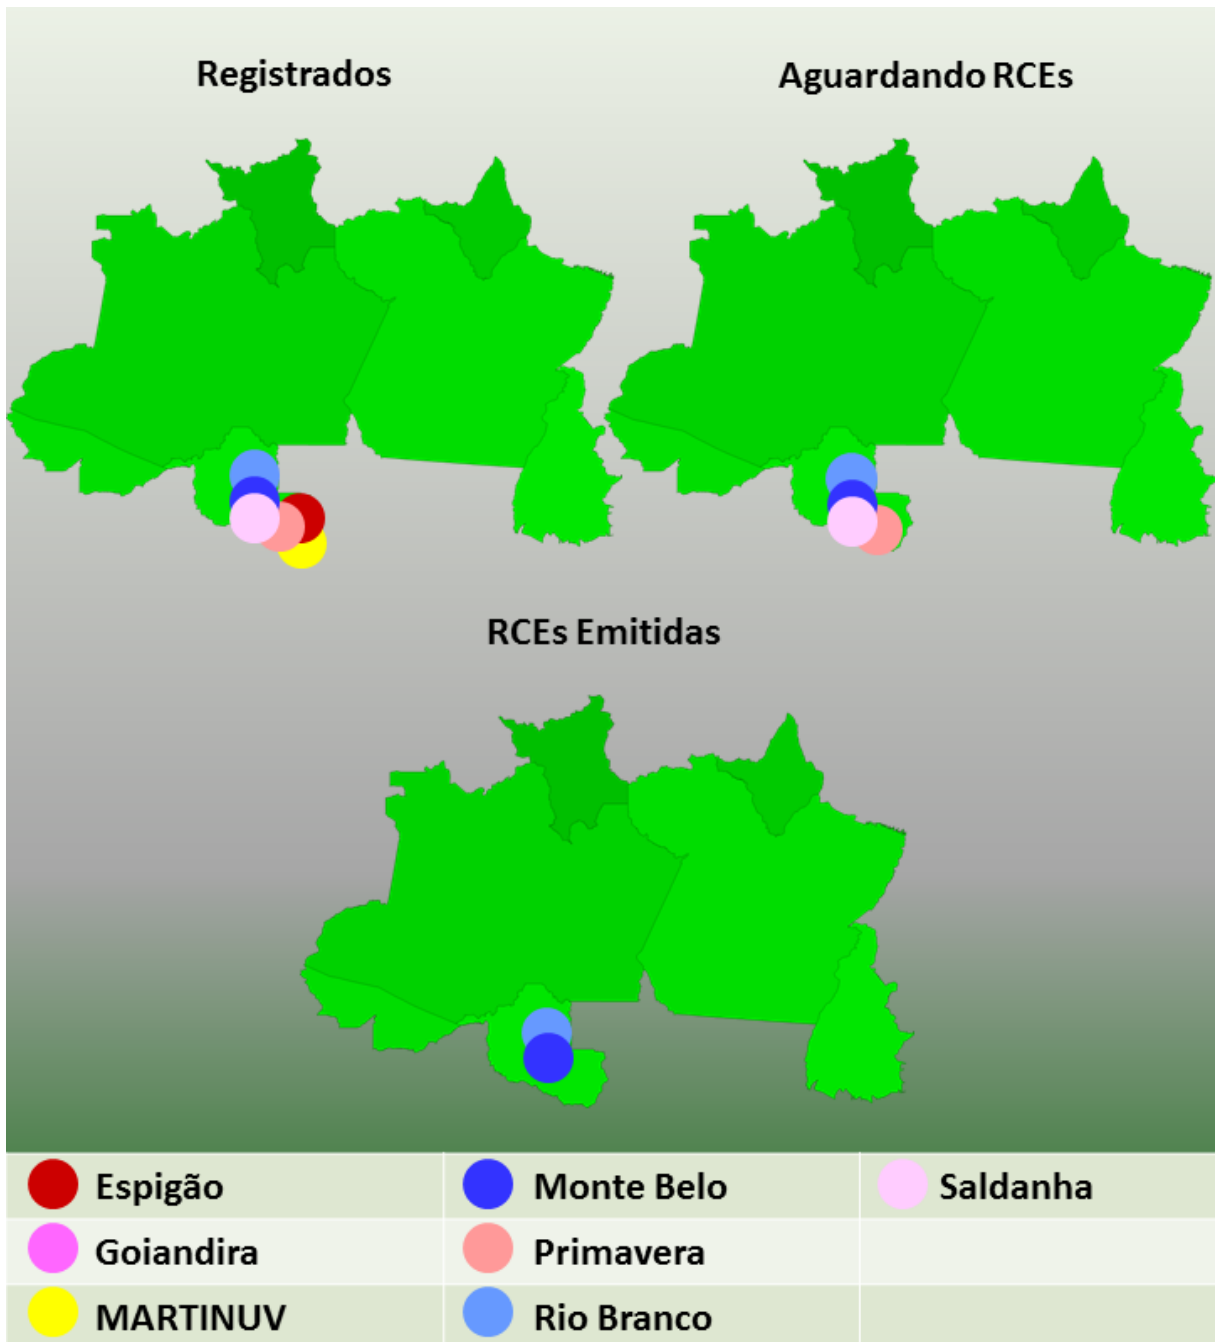 Registrados
Aguardando RCEs
RCEs Emitidas
Espigão
Monte Belo
Saldanha
Goiandira
Primavera
MARTINUV
Rio Branco